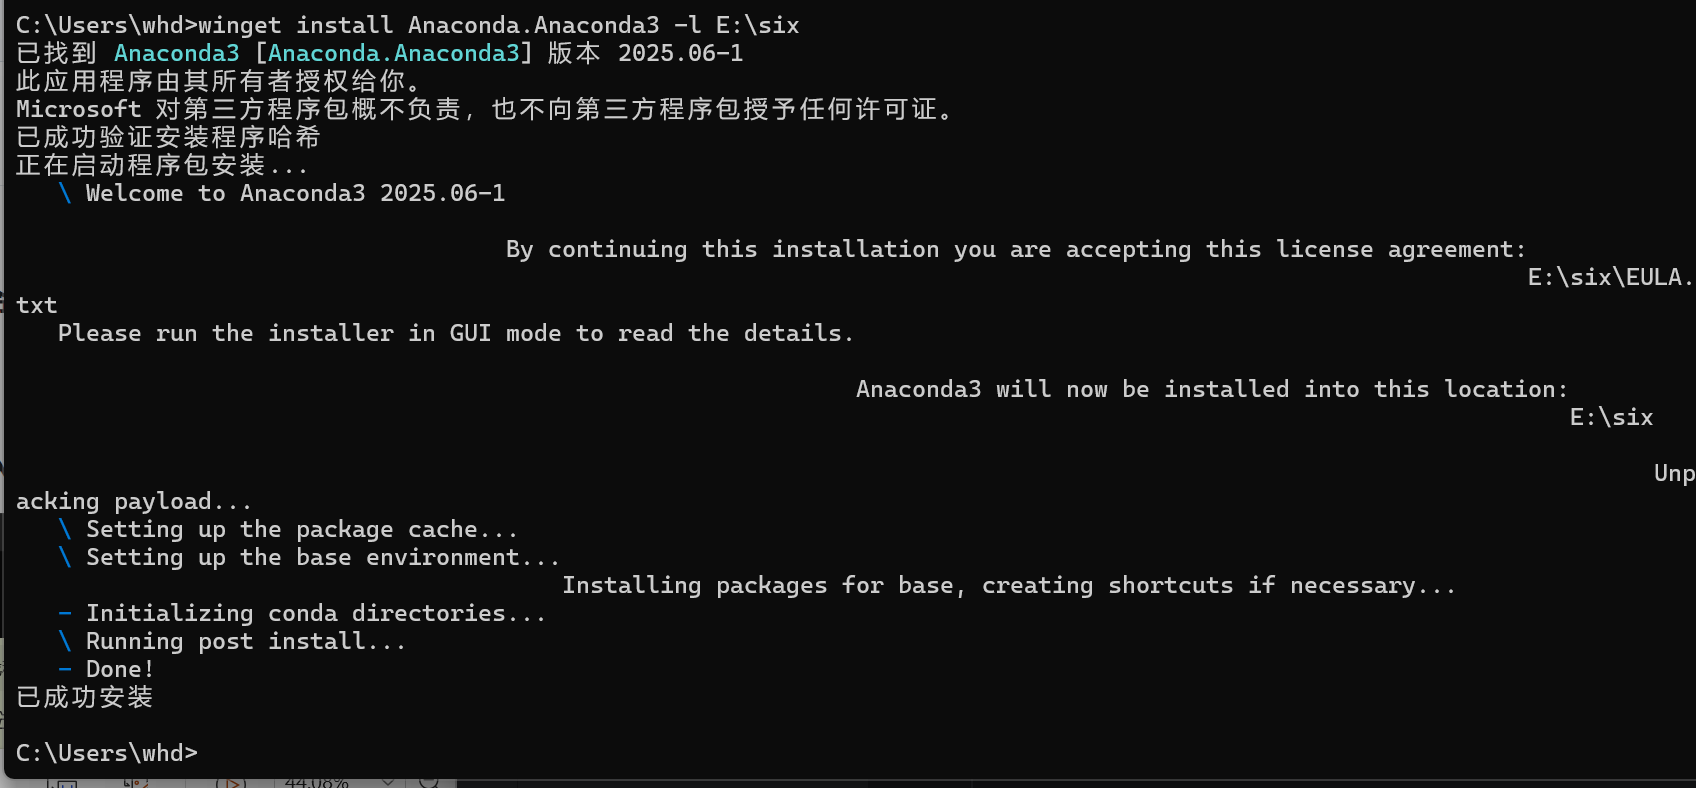 C:\Users\whd>winget install Anaconda.Anaconda3 -l E:\six
已找到 Anaconda3 [Anaconda.Anaconda3] 版本 2025.06-1
此应用程序由其所有者授权给你。
Microsoft 对第三方程序包概不负责，也不向第三方程序包授予任何许可证。
已成功验证安装程序哈希
正在启动程序包安装...
\ Welcome to Anaconda3 2025.06-1
By continuing this installation you are accepting this license agreement:
E:\six\EULA.
txt
Please run the installer in GUI mode to read the details.
Anaconda3 will now be installed into this location:
E:\six
Unp
acking payload...
\ Setting up the package cache...
\ Setting up the base environment...
Installing packages for base, creating shortcuts if necessary...
- Initializing conda directories...
\ Running post install...
- Done!
已成功安装
C:\Users\whd>
44.08%